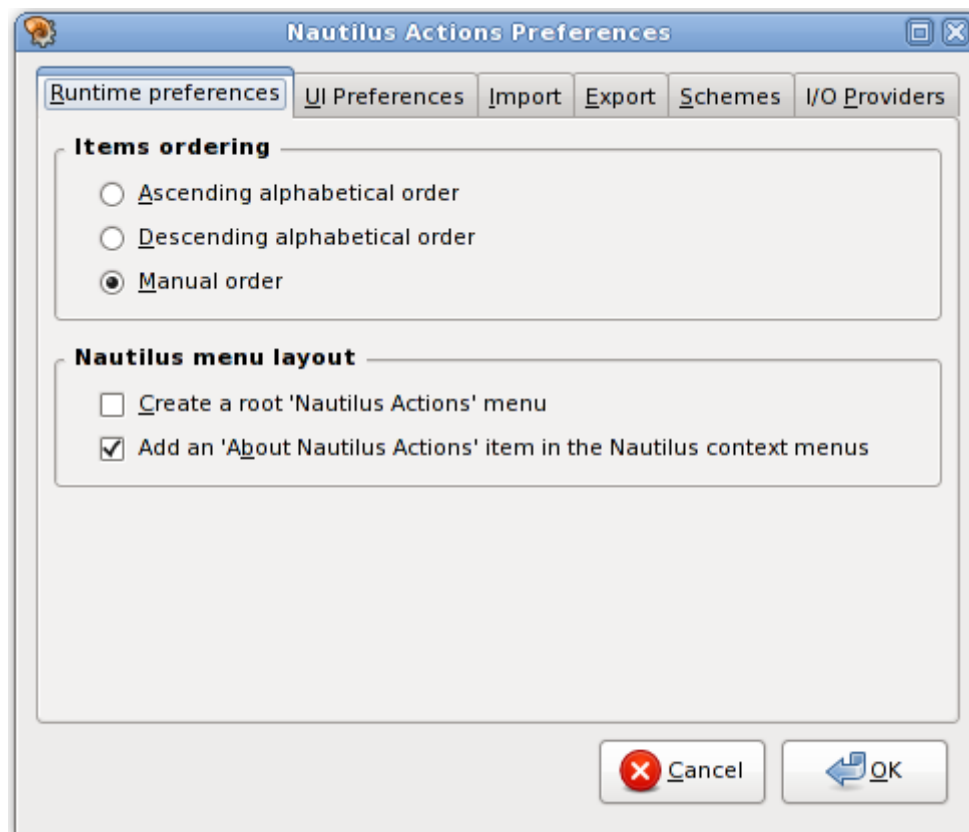 Nautilus Actions Preferences
Runtime preferences UI Preferences Import Export Schemes I/O Providers
Items ordering
Ascending alphabetical order
Descending alphabetical order
Manual order
Nautilus menu layout
Create a root 'Nautilus Actions' menu
Add an 'About Nautilus Actions' item in the Nautilus context menus
Cancel OK